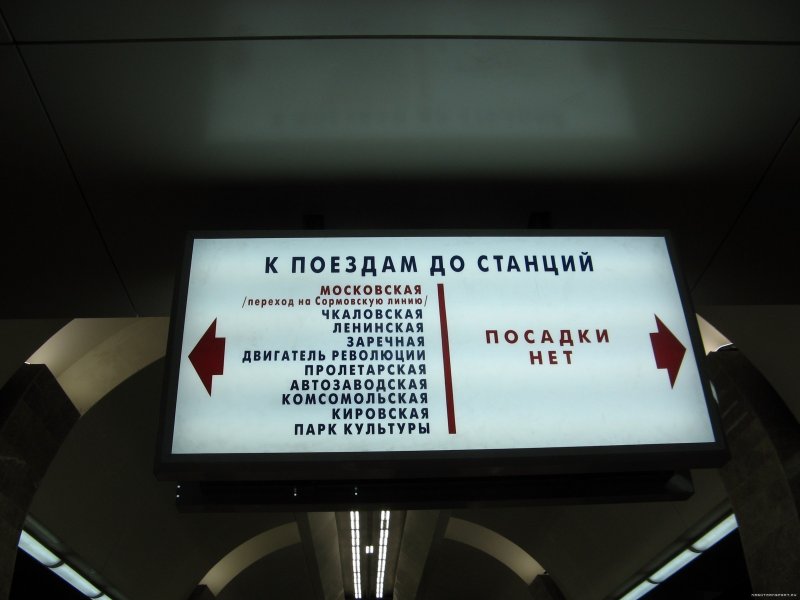 К ПОЕЗДАМ ДО СТАНЦИЙ
МОСКОВСКАЯ
/переход на Сормовскую линию/
ЧКАЛОВСКАЯ
ЛЕНИНСКАЯ
ЗАРЕЧНАЯ
ДВИГАТЕЛЬ РЕВОЛЮЦИИ
ПРОЛЕТАРСКАЯ
АВТОЗАВОДСКАЯ
КОМСОМОЛЬСКАЯ
КИРОВСКАЯ
ПАРК КУЛЬТУРЫ
ПОСАДКИ
НЕТ